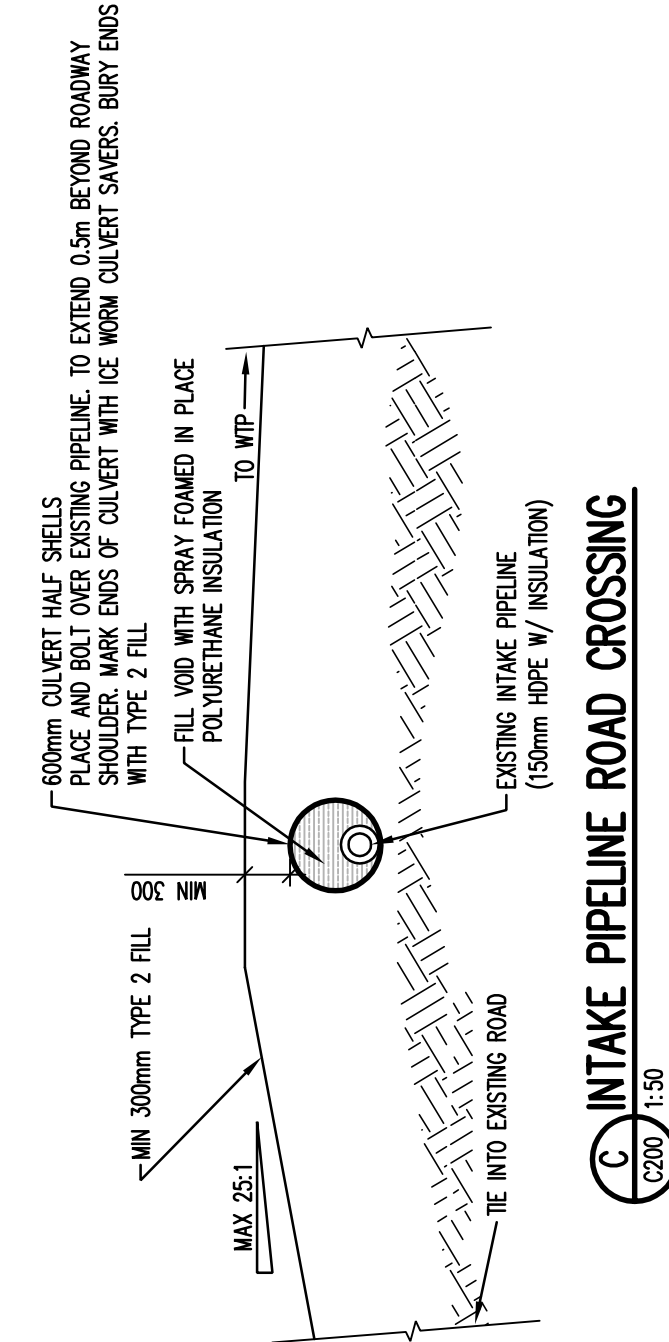 600mm CULVERT HALF SHELLS
PLACE AND BOLT OVER EXISTING PIPELINE. TO EXTEND 0.5m BEYOND ROADWAY
SHOULDER. MARK ENDS OF CULVERT WITH ICE WORM CULVERT SAVERS. BURY ENDS
WITH TYPE 2 FILL
FILL VOID WITH SPRAY FOAMED IN PLACE
POLYURETHANE INSULATION
MIN 300mm TYPE 2 FILL
MIN 300
TO WTP
MAX 25:1
EXISTING INTAKE PIPELINE
(150mm HDPE W/ INSULATION)
TIE INTO EXISTING ROAD
C
C200
INTAKE PIPELINE ROAD CROSSING
1:50